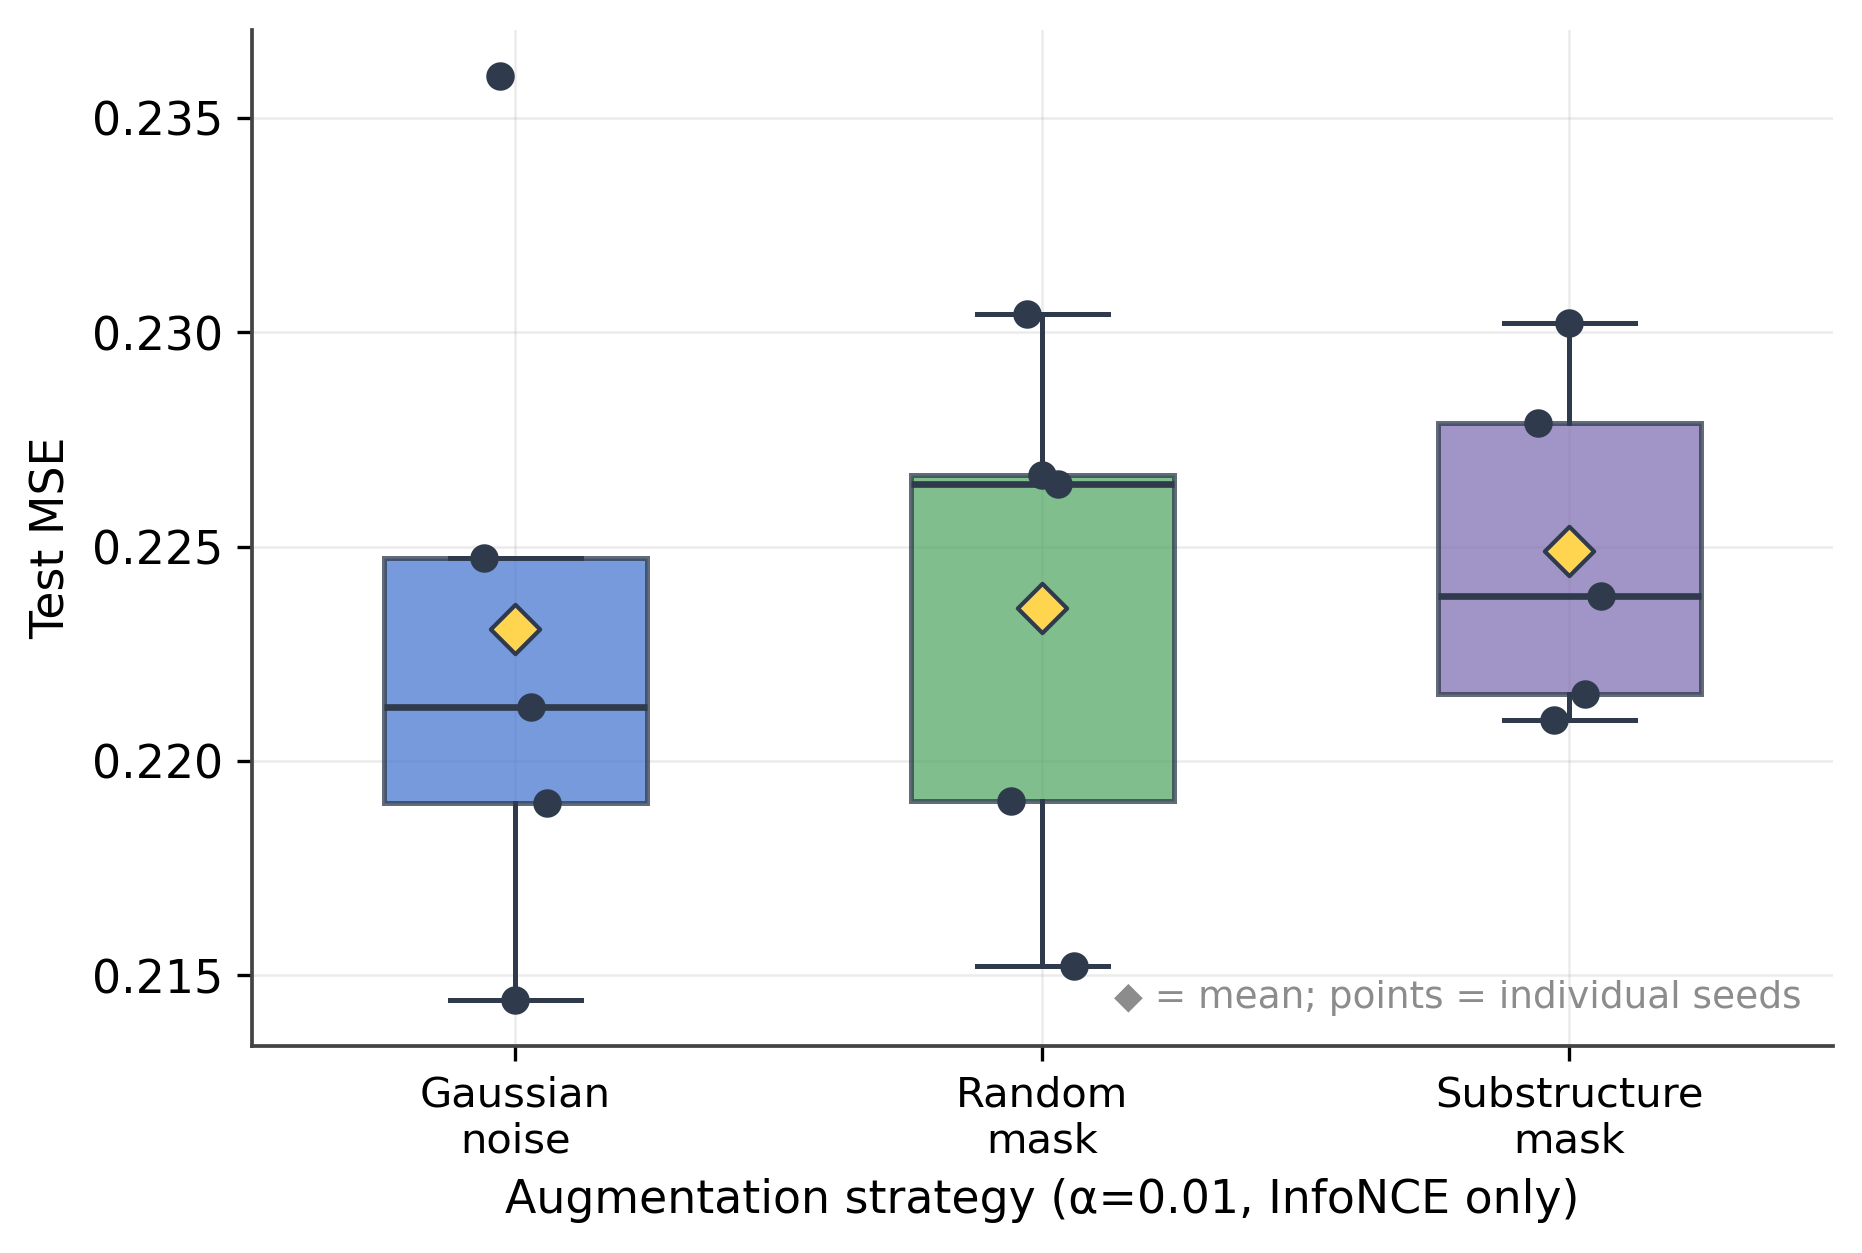 Test MSE
0.235
0.230
0.225
0.220
0.215
◆ = mean; points = individual seeds
Gaussian
noise
Random
mask
Substructure
mask
Augmentation strategy (α=0.01, InfoNCE only)